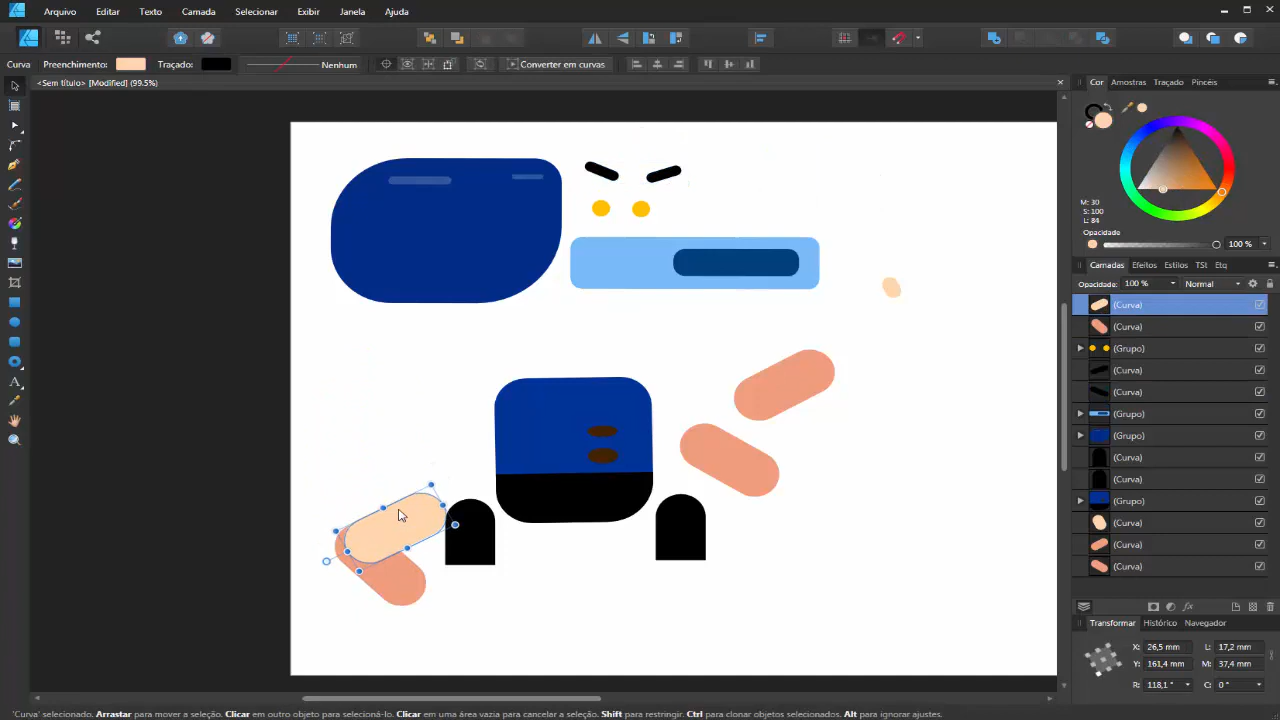 Arquivo Editar Texto Camada Selecionar Exibir Janela Ajuda
Curva Preenchimento: Traçado: Nenhum Converter em curvas
<Sem título> [Modified] (99.5%)
Cor Amostras Traçado Pincéis
M: 30
S: 100
L: 84
Opacidade
100 %
Camadas Efeitos Estilos TSt Etq
Opacidade: 100 % Normal
(Curva)
(Curva)
(Grupo)
(Curva)
(Curva)
(Grupo)
(Grupo)
(Curva)
(Curva)
(Grupo)
(Curva)
(Curva)
(Curva)
Transformar Histórico Navegador
X: 26,5 mm L: 17,2 mm
Y: 161,4 mm M: 37,4 mm
R: 118,1 ° C: 0 °
'Curva' selecionado. Arrastar para mover a seleção. Clicar em outro objeto para selecioná-lo. Clicar em uma área vazia para cancelar a seleção. Shift para restringir. Ctrl para clonar objetos selecionados. Alt para ignorar ajustes.